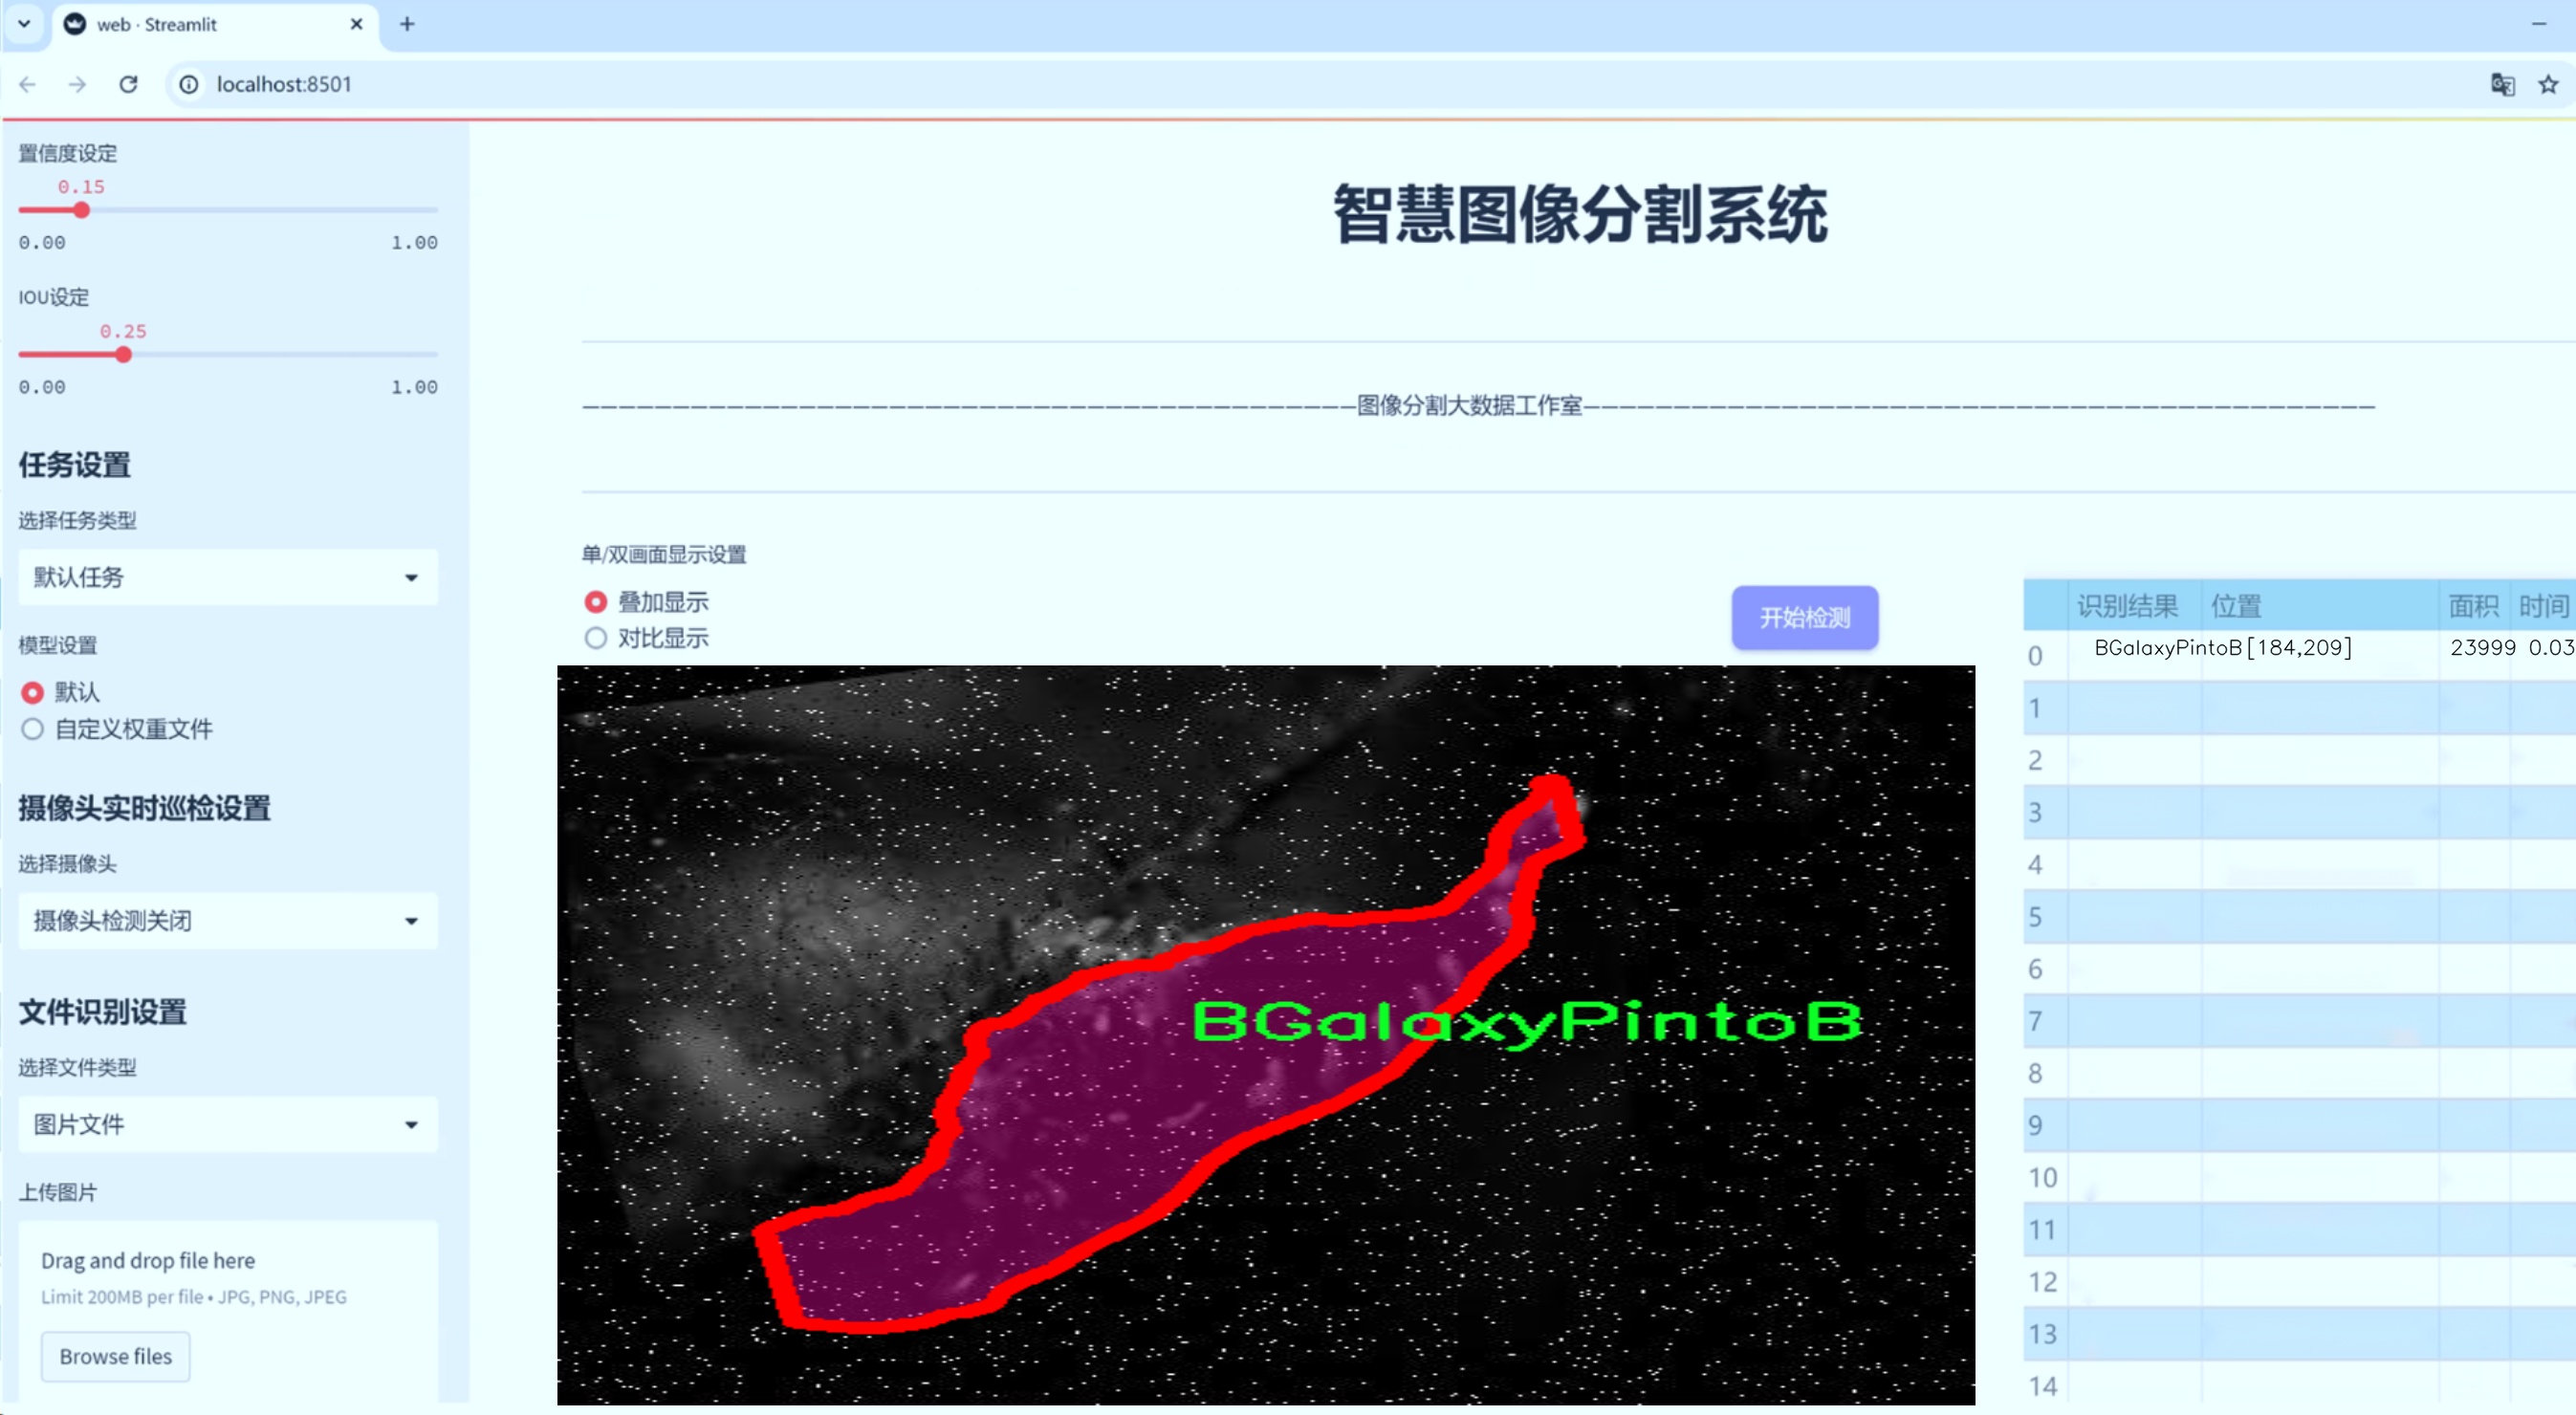 web · Streamlit
localhost:8501
置信度设定
0.15
0.00 1.00
IOU设定
0.25
0.00 1.00
任务设置
选择任务类型
默认任务
模型设置
默认
自定义权重文件
摄像头实时巡检设置
选择摄像头
摄像头检测关闭
文件识别设置
选择文件类型
图片文件
上传图片
Drag and drop file here
Limit 200MB per file • JPG, PNG, JPEG
Browse files
智慧图像分割系统
图像分割大数据工作室
单/双画面显示设置
叠加显示
对比显示
开始检测
BGalaxyPintoB
识别结果 位置 面积 时间
0 BGalaxyPintoB [184,209] 23999 0.03
1
2
3
4
5
6
7
8
9
10
11
12
13
14